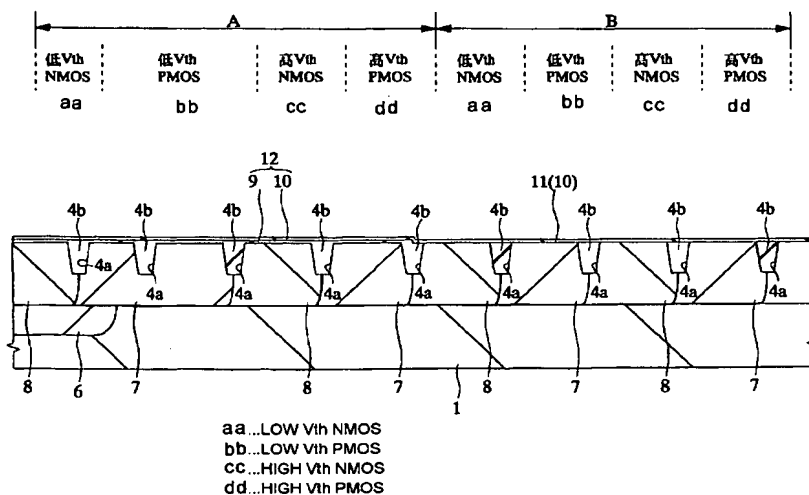 A B
低Vth 低Vth 高Vth 高Vth 低Vth 低Vth 高Vth 高Vth
NMOS PMOS NMOS PMOS NMOS PMOS NMOS PMOS
aa bb cc dd aa bb cc dd
12
4b 4b 4b 9 10 4b 4b 4b 11(10) 4b 4b 4b
4a 4a 4a 4a 4a 4a 4a 4a 4a
8 6 7 8 7 1 8 7 8 7
aa...LOW Vth NMOS
bb...LOW Vth PMOS
cc...HIGH Vth NMOS
dd...HIGH Vth PMOS